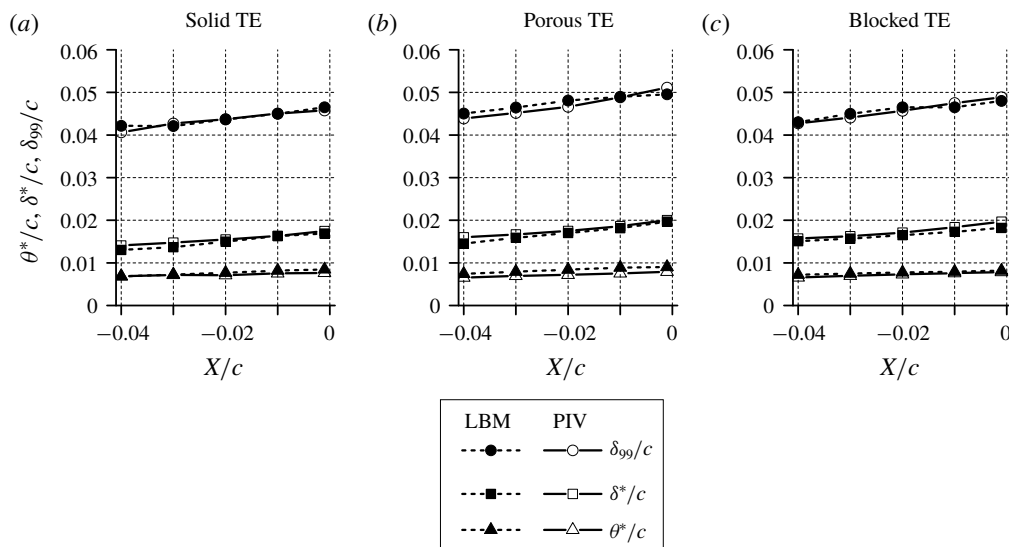 (a) Solid TE (b) Porous TE (c) Blocked TE
0.06 0.06 0.06
0.05 0.05 0.05
0.04 0.04 0.04
0.03 0.03 0.03
0.02 0.02 0.02
0.01 0.01 0.01
0 0 0
θ*/c, δ*/c, δ99/c
−0.04 −0.02 0 −0.04 −0.02 0 −0.04 −0.02 0
X/c X/c X/c
LBM PIV
δ99/c
δ*/c
θ*/c